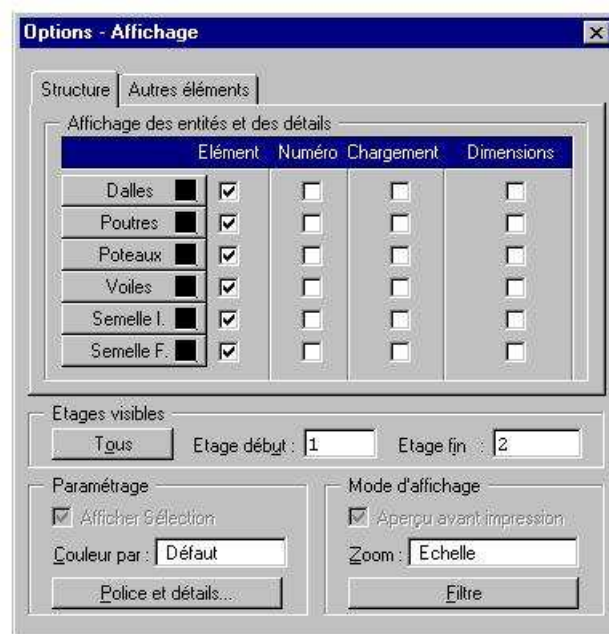 Options - Affichage
Structure Autres éléments
Affichage des entités et des détails
Elément Numéro Chargement Dimensions
Dalles
Poutres
Poteaux
Voiles
Semelle I.
Semelle F.
Etages visibles
Tous Etage début : 1 Etage fin : 2
Paramétrage Mode d'affichage
Afficher Sélection Aperçu avant impression
Couleur par : Défaut Zoom : Echelle
Police et détails... Filtre